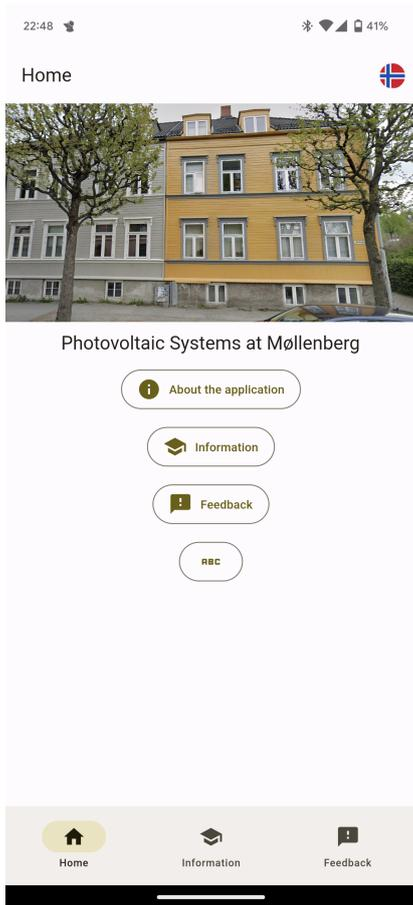 22:48
41%
Home
Photovoltaic Systems at Møllenberg
About the application
Information
Feedback
ABC
Home
Information
Feedback